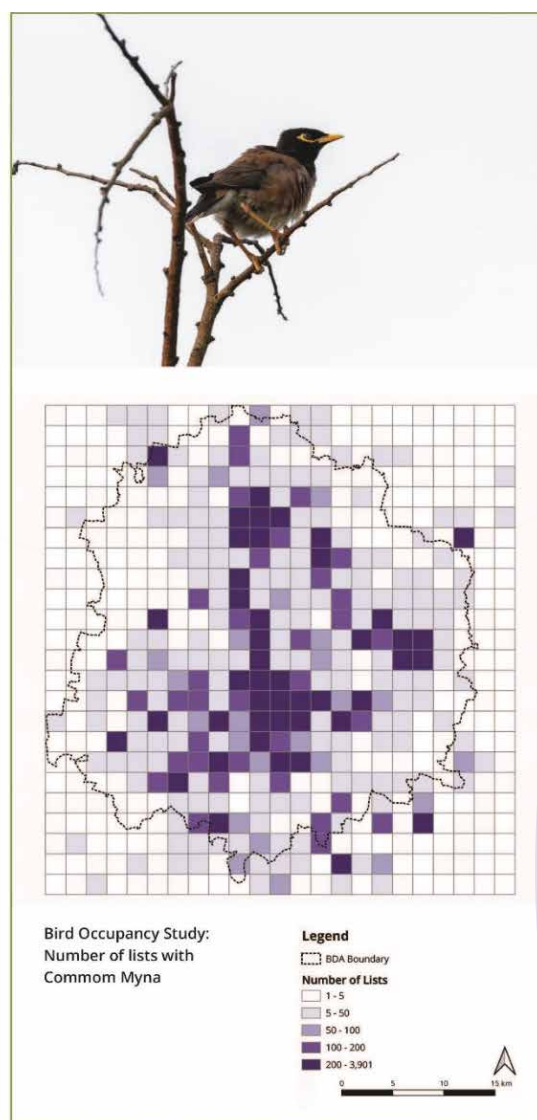 Bird Occupancy Study:
Number of lists with
Commom Myna
Legend
BDA Boundary
Number of Lists
1 - 5
5 - 50
50 - 100
100 - 200
200 - 3,901
0 5 10 15 km